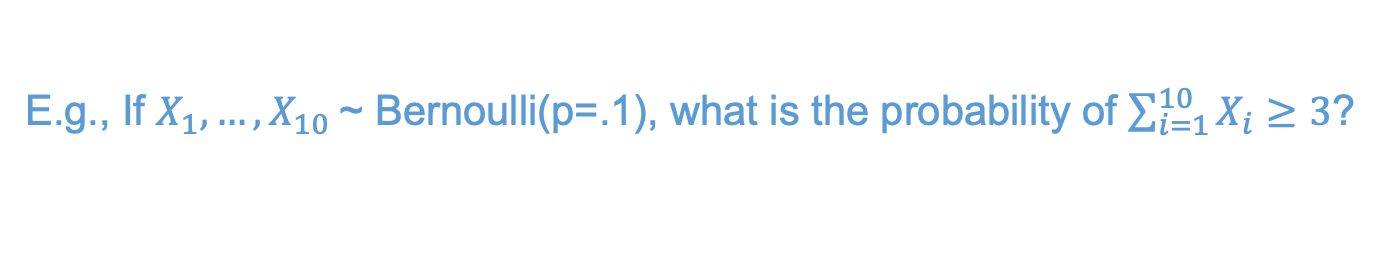 E.g., If X₁, …, X₁₀ ~ Bernoulli(p=.1), what is the probability of ∑ᵢ₌₁¹⁰ Xᵢ ≥ 3?